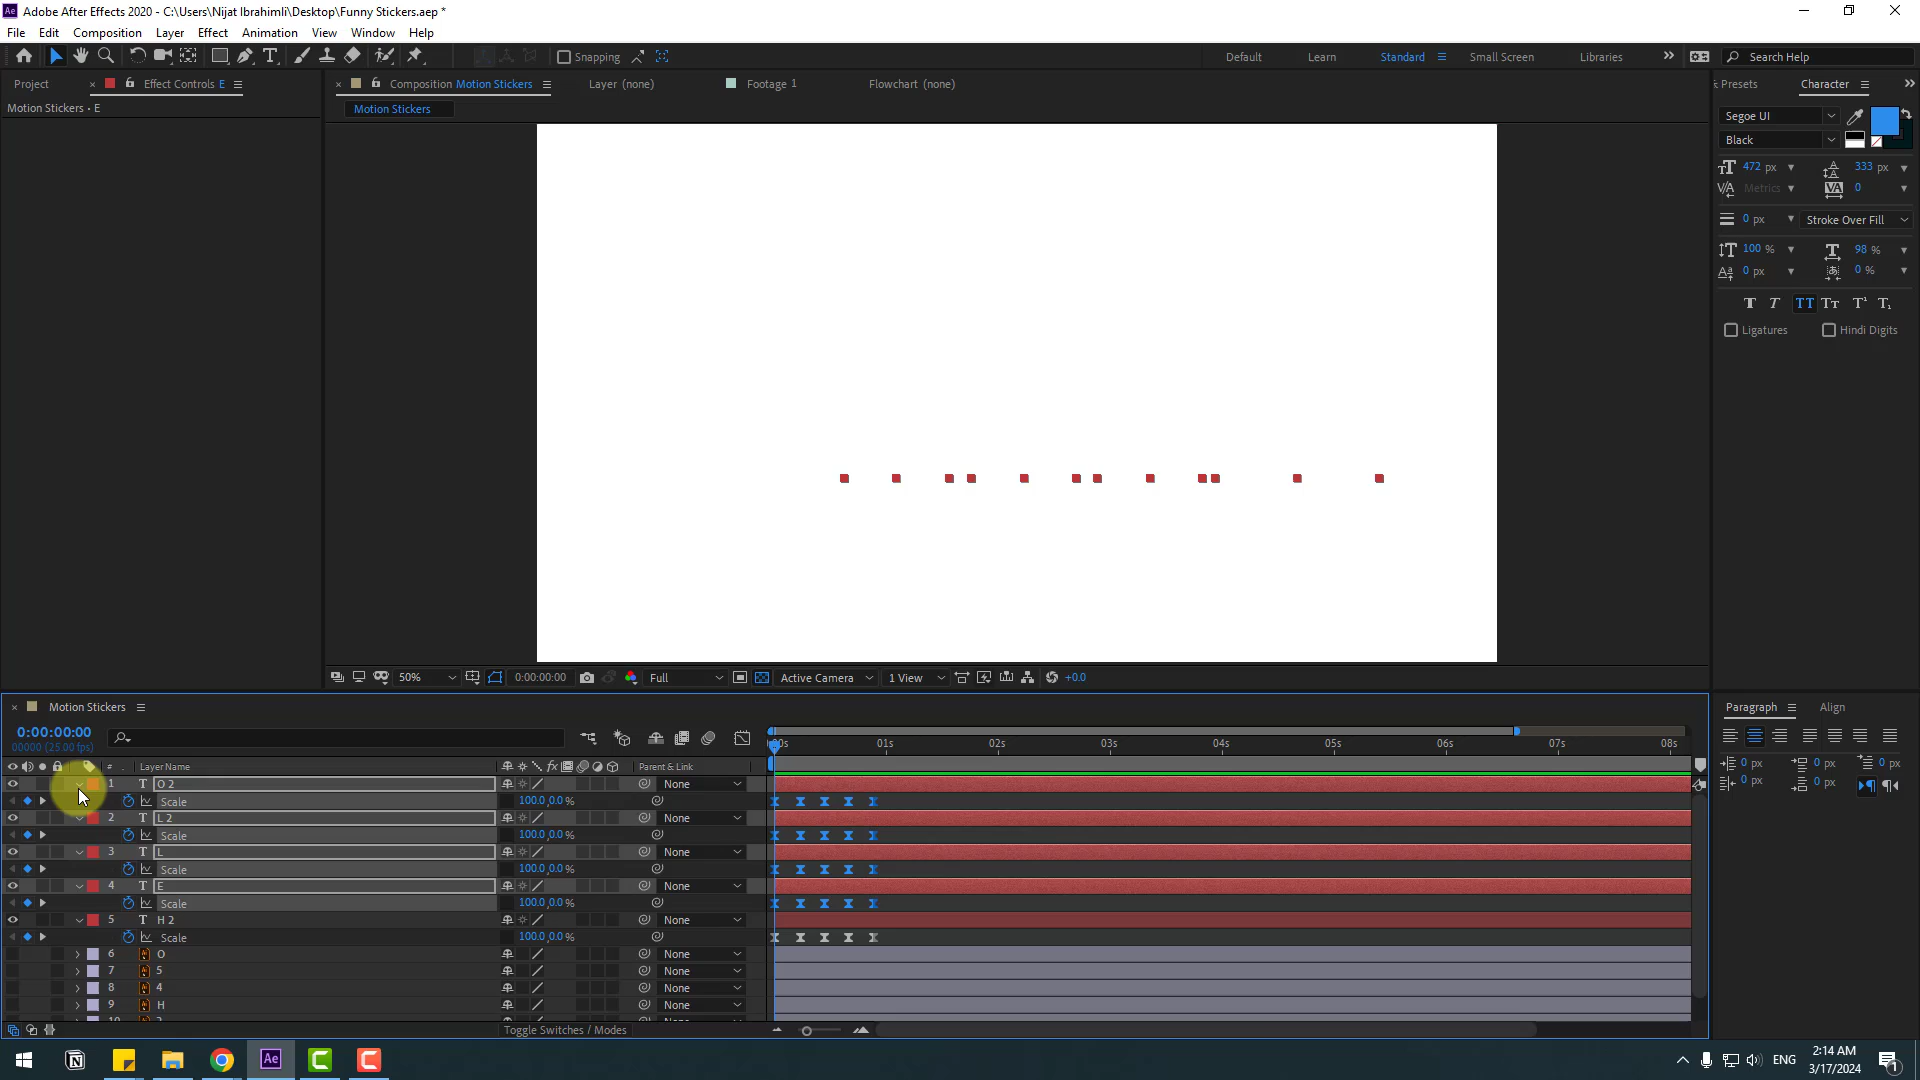 Adobe After Effects 2020 - C:\Users\Nijat Ibrahimli\Desktop\Funny Stickers.aep *
File Edit Composition Layer Effect Animation View Window Help
Snapping
Default Learn Standard Small Screen Libraries Search Help
Project Effect Controls E
Composition Motion Stickers Layer (none) Footage 1 Flowchart (none)
Presets Character
Motion Stickers • E
Motion Stickers
Segoe UI
Black
472 px 333 px
Metrics 0
0 px Stroke Over Fill
100 % 98 %
0 px 0 %
Ligatures Hindi Digits
50% 0:00:00:00 Full Active Camera 1 View +0.0
Motion Stickers
0:00:00:00
00000 (25.00 fps)
01s 02s 03s 04s 05s 06s 07s 08s
# Layer Name Parent & Link
1 T O 2 None
Scale 100.0,0.0 %
2 T L 2 None
Scale 100.0,0.0 %
3 T L None
Scale 100.0,0.0 %
4 T E None
Scale 100.0,0.0 %
5 T H 2 None
Scale 100.0,0.0 %
6 O None
7 5 None
8 4 None
9 H None
Toggle Switches / Modes
Paragraph Align
0 px 0 px 0 px
0 px 0 px
Ae ENG 2:14 AM
3/17/2024